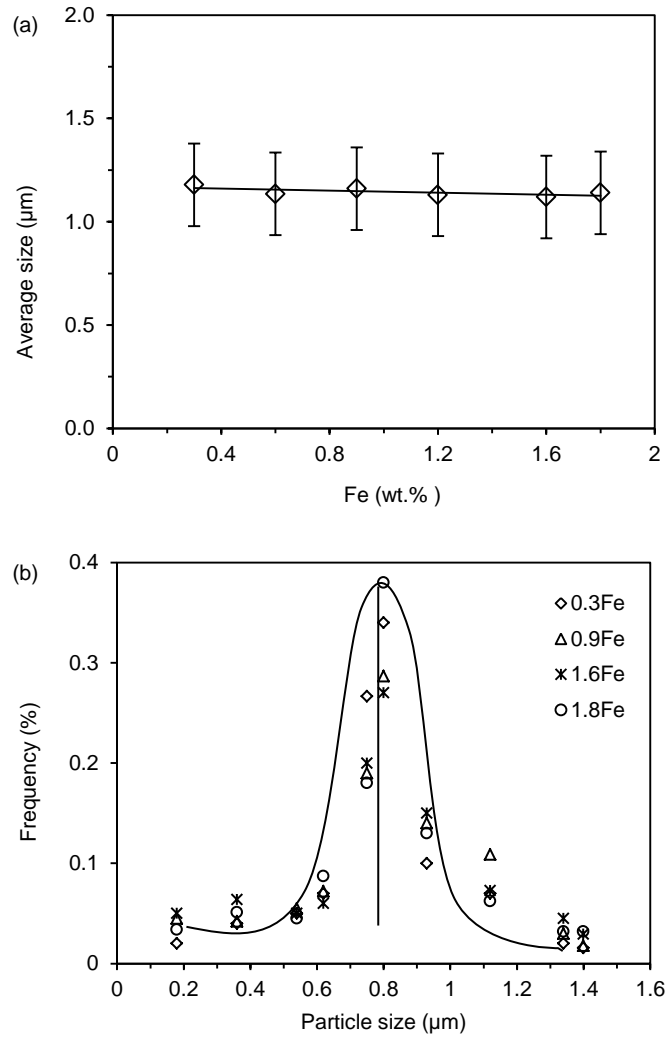 (a)
2.0
1.5
1.0
0.5
0.0
Average size (μm)
0 0.4 0.8 1.2 1.6 2
Fe (wt.% )
(b)
0.4
0.3
0.2
0.1
0
Frequency (%)
0.3Fe
0.9Fe
1.6Fe
1.8Fe
0 0.2 0.4 0.6 0.8 1 1.2 1.4 1.6
Particle size (μm)